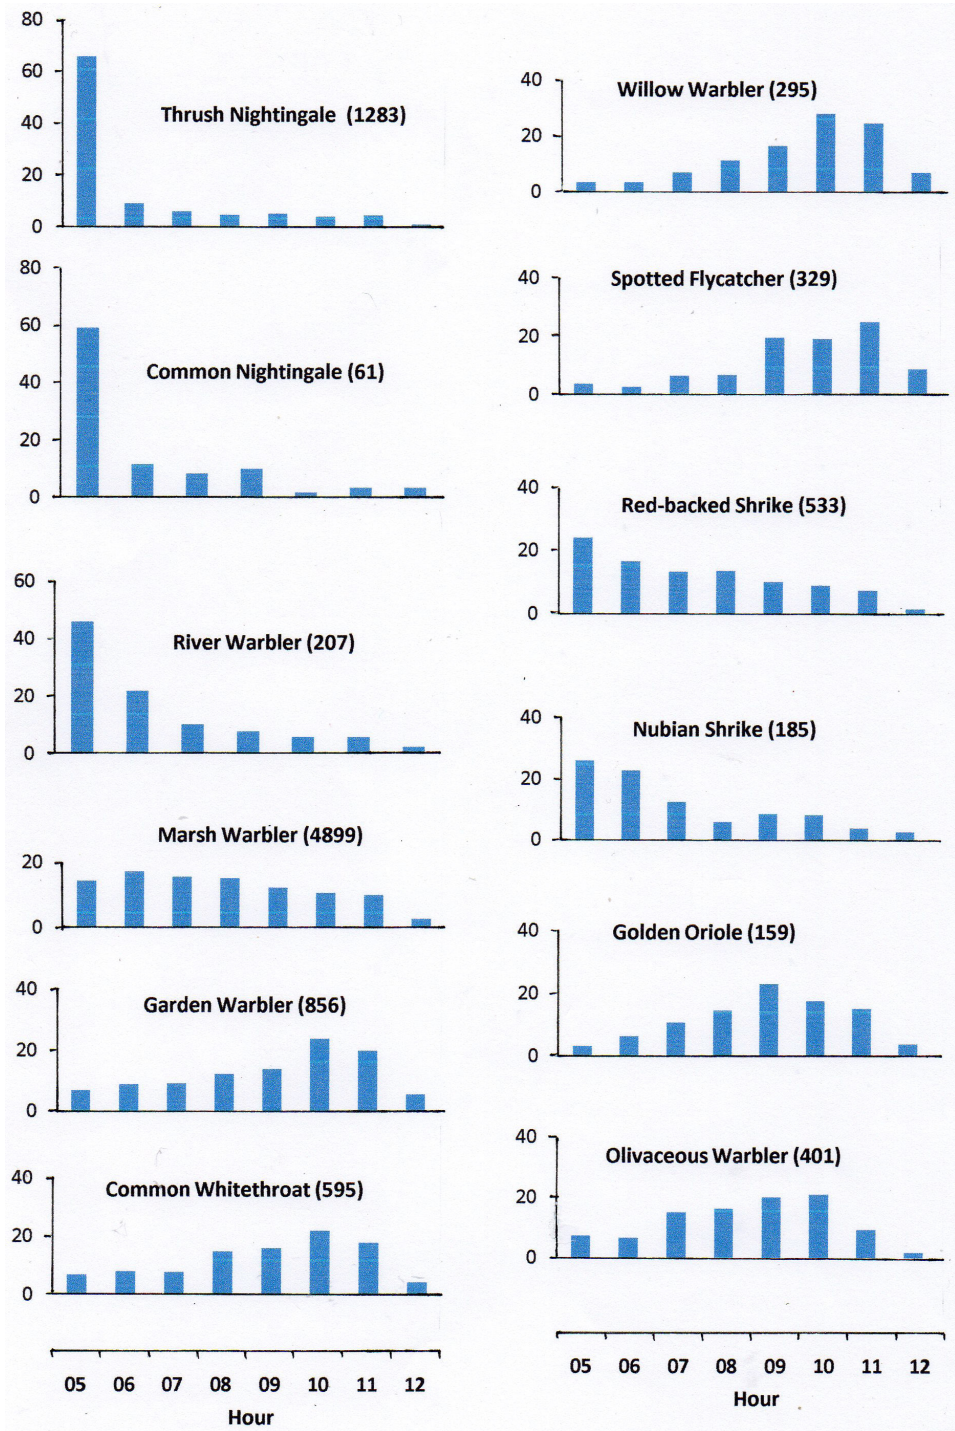 80
60
40
20
0
Thrush Nightingale (1283)
80
60
40
20
0
Common Nightingale (61)
60
40
20
0
River Warbler (207)
Marsh Warbler (4899)
20
0
40
20
0
Garden Warbler (856)
40
20
0
Common Whitethroat (595)
05 06 07 08 09 10 11 12
Hour
40
20
0
Willow Warbler (295)
40
20
0
Spotted Flycatcher (329)
40
20
0
Red-backed Shrike (533)
40
20
0
Nubian Shrike (185)
40
20
0
Golden Oriole (159)
40
20
0
Olivaceous Warbler (401)
05 06 07 08 09 10 11 12
Hour